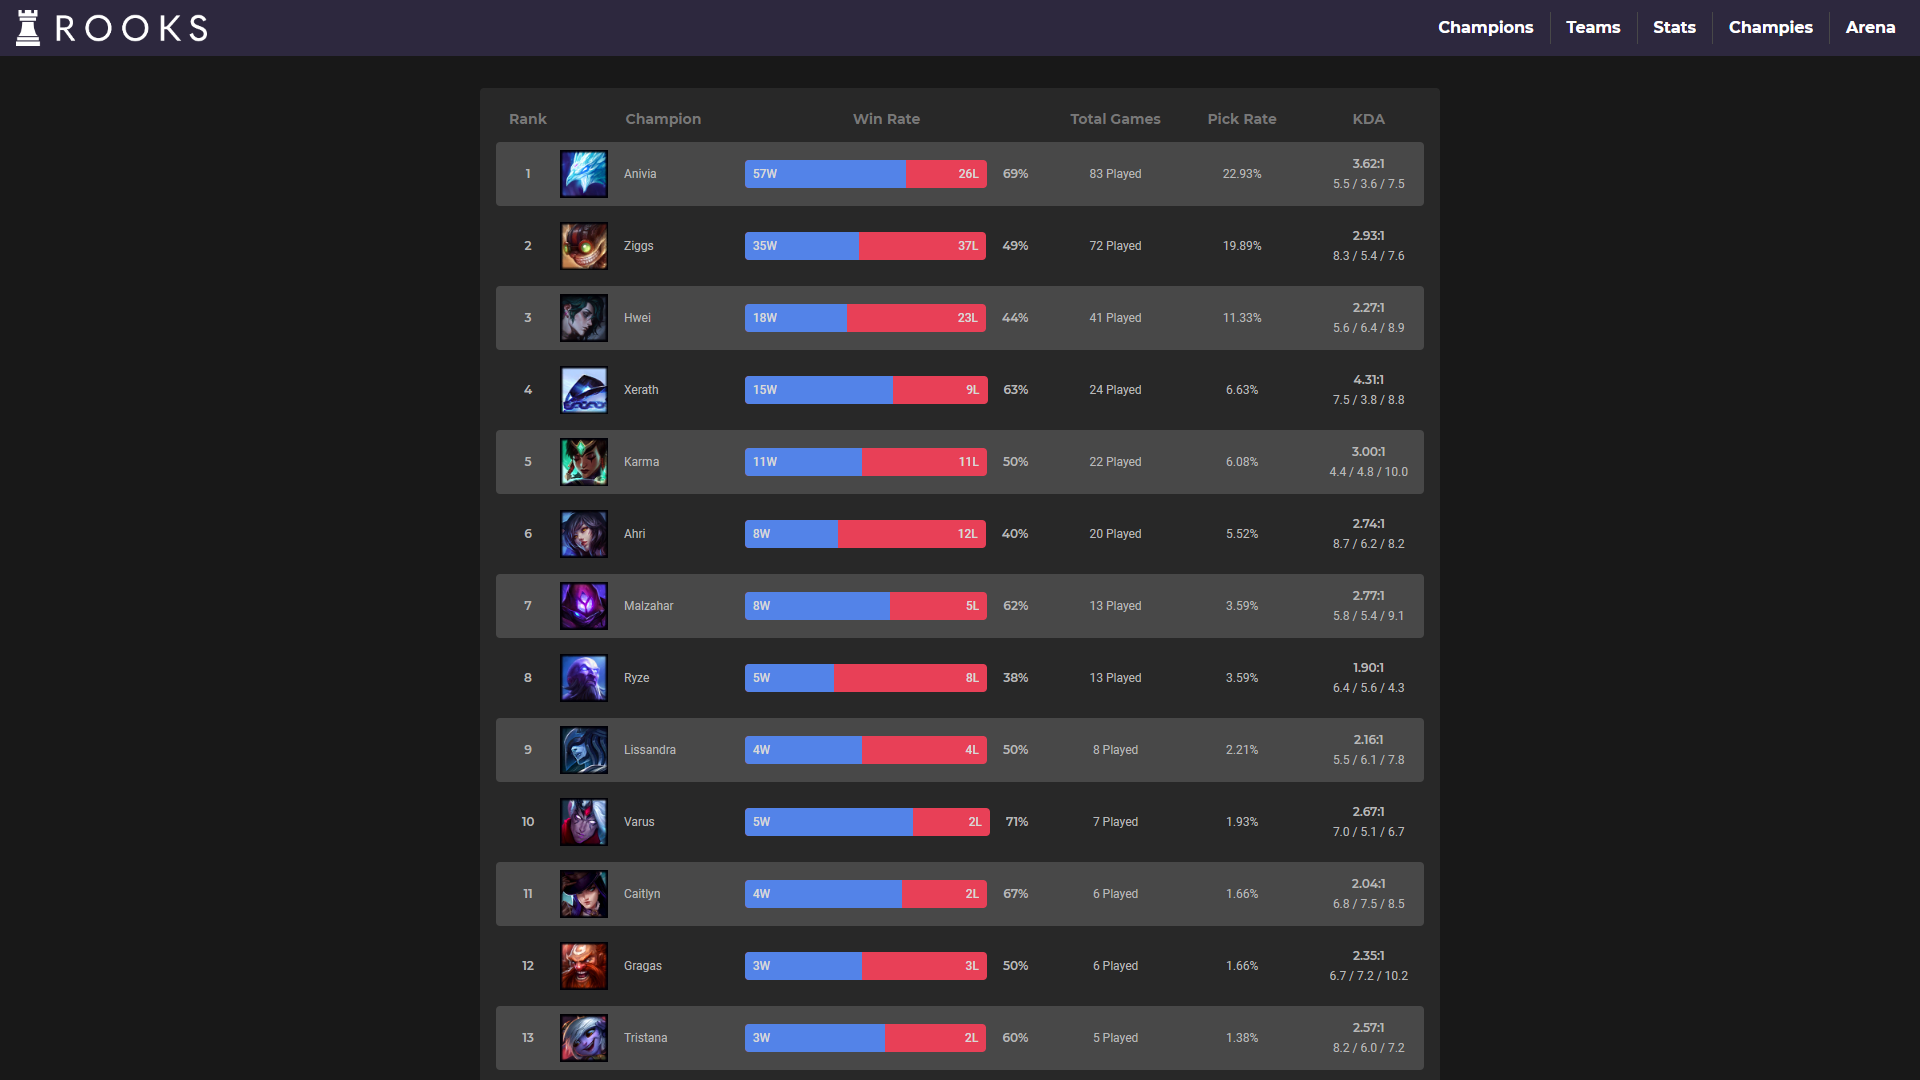 ROOKS
Champions Teams Stats Champies Arena
Rank Champion Win Rate Total Games Pick Rate KDA
1 Anivia 57W 26L 69% 83 Played 22.93% 3.62:1
5.5 / 3.6 / 7.5
2 Ziggs 35W 37L 49% 72 Played 19.89% 2.93:1
8.3 / 5.4 / 7.6
3 Hwei 18W 23L 44% 41 Played 11.33% 2.27:1
5.6 / 6.4 / 8.9
4 Xerath 15W 9L 63% 24 Played 6.63% 4.31:1
7.5 / 3.8 / 8.8
5 Karma 11W 11L 50% 22 Played 6.08% 3.00:1
4.4 / 4.8 / 10.0
6 Ahri 8W 12L 40% 20 Played 5.52% 2.74:1
8.7 / 6.2 / 8.2
7 Malzahar 8W 5L 62% 13 Played 3.59% 2.77:1
5.8 / 5.4 / 9.1
8 Ryze 5W 8L 38% 13 Played 3.59% 1.90:1
6.4 / 5.6 / 4.3
9 Lissandra 4W 4L 50% 8 Played 2.21% 2.16:1
5.5 / 6.1 / 7.8
10 Varus 5W 2L 71% 7 Played 1.93% 2.67:1
7.0 / 5.1 / 6.7
11 Caitlyn 4W 2L 67% 6 Played 1.66% 2.04:1
6.8 / 7.5 / 8.5
12 Gragas 3W 3L 50% 6 Played 1.66% 2.35:1
6.7 / 7.2 / 10.2
13 Tristana 3W 2L 60% 5 Played 1.38% 2.57:1
8.2 / 6.0 / 7.2